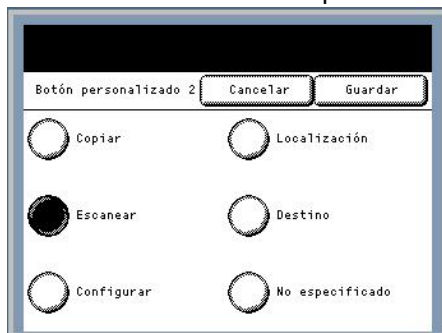 Botón personalizado 2 Cancelar Guardar
Copiar Localización
Escanear Destino
Configurar No especificado